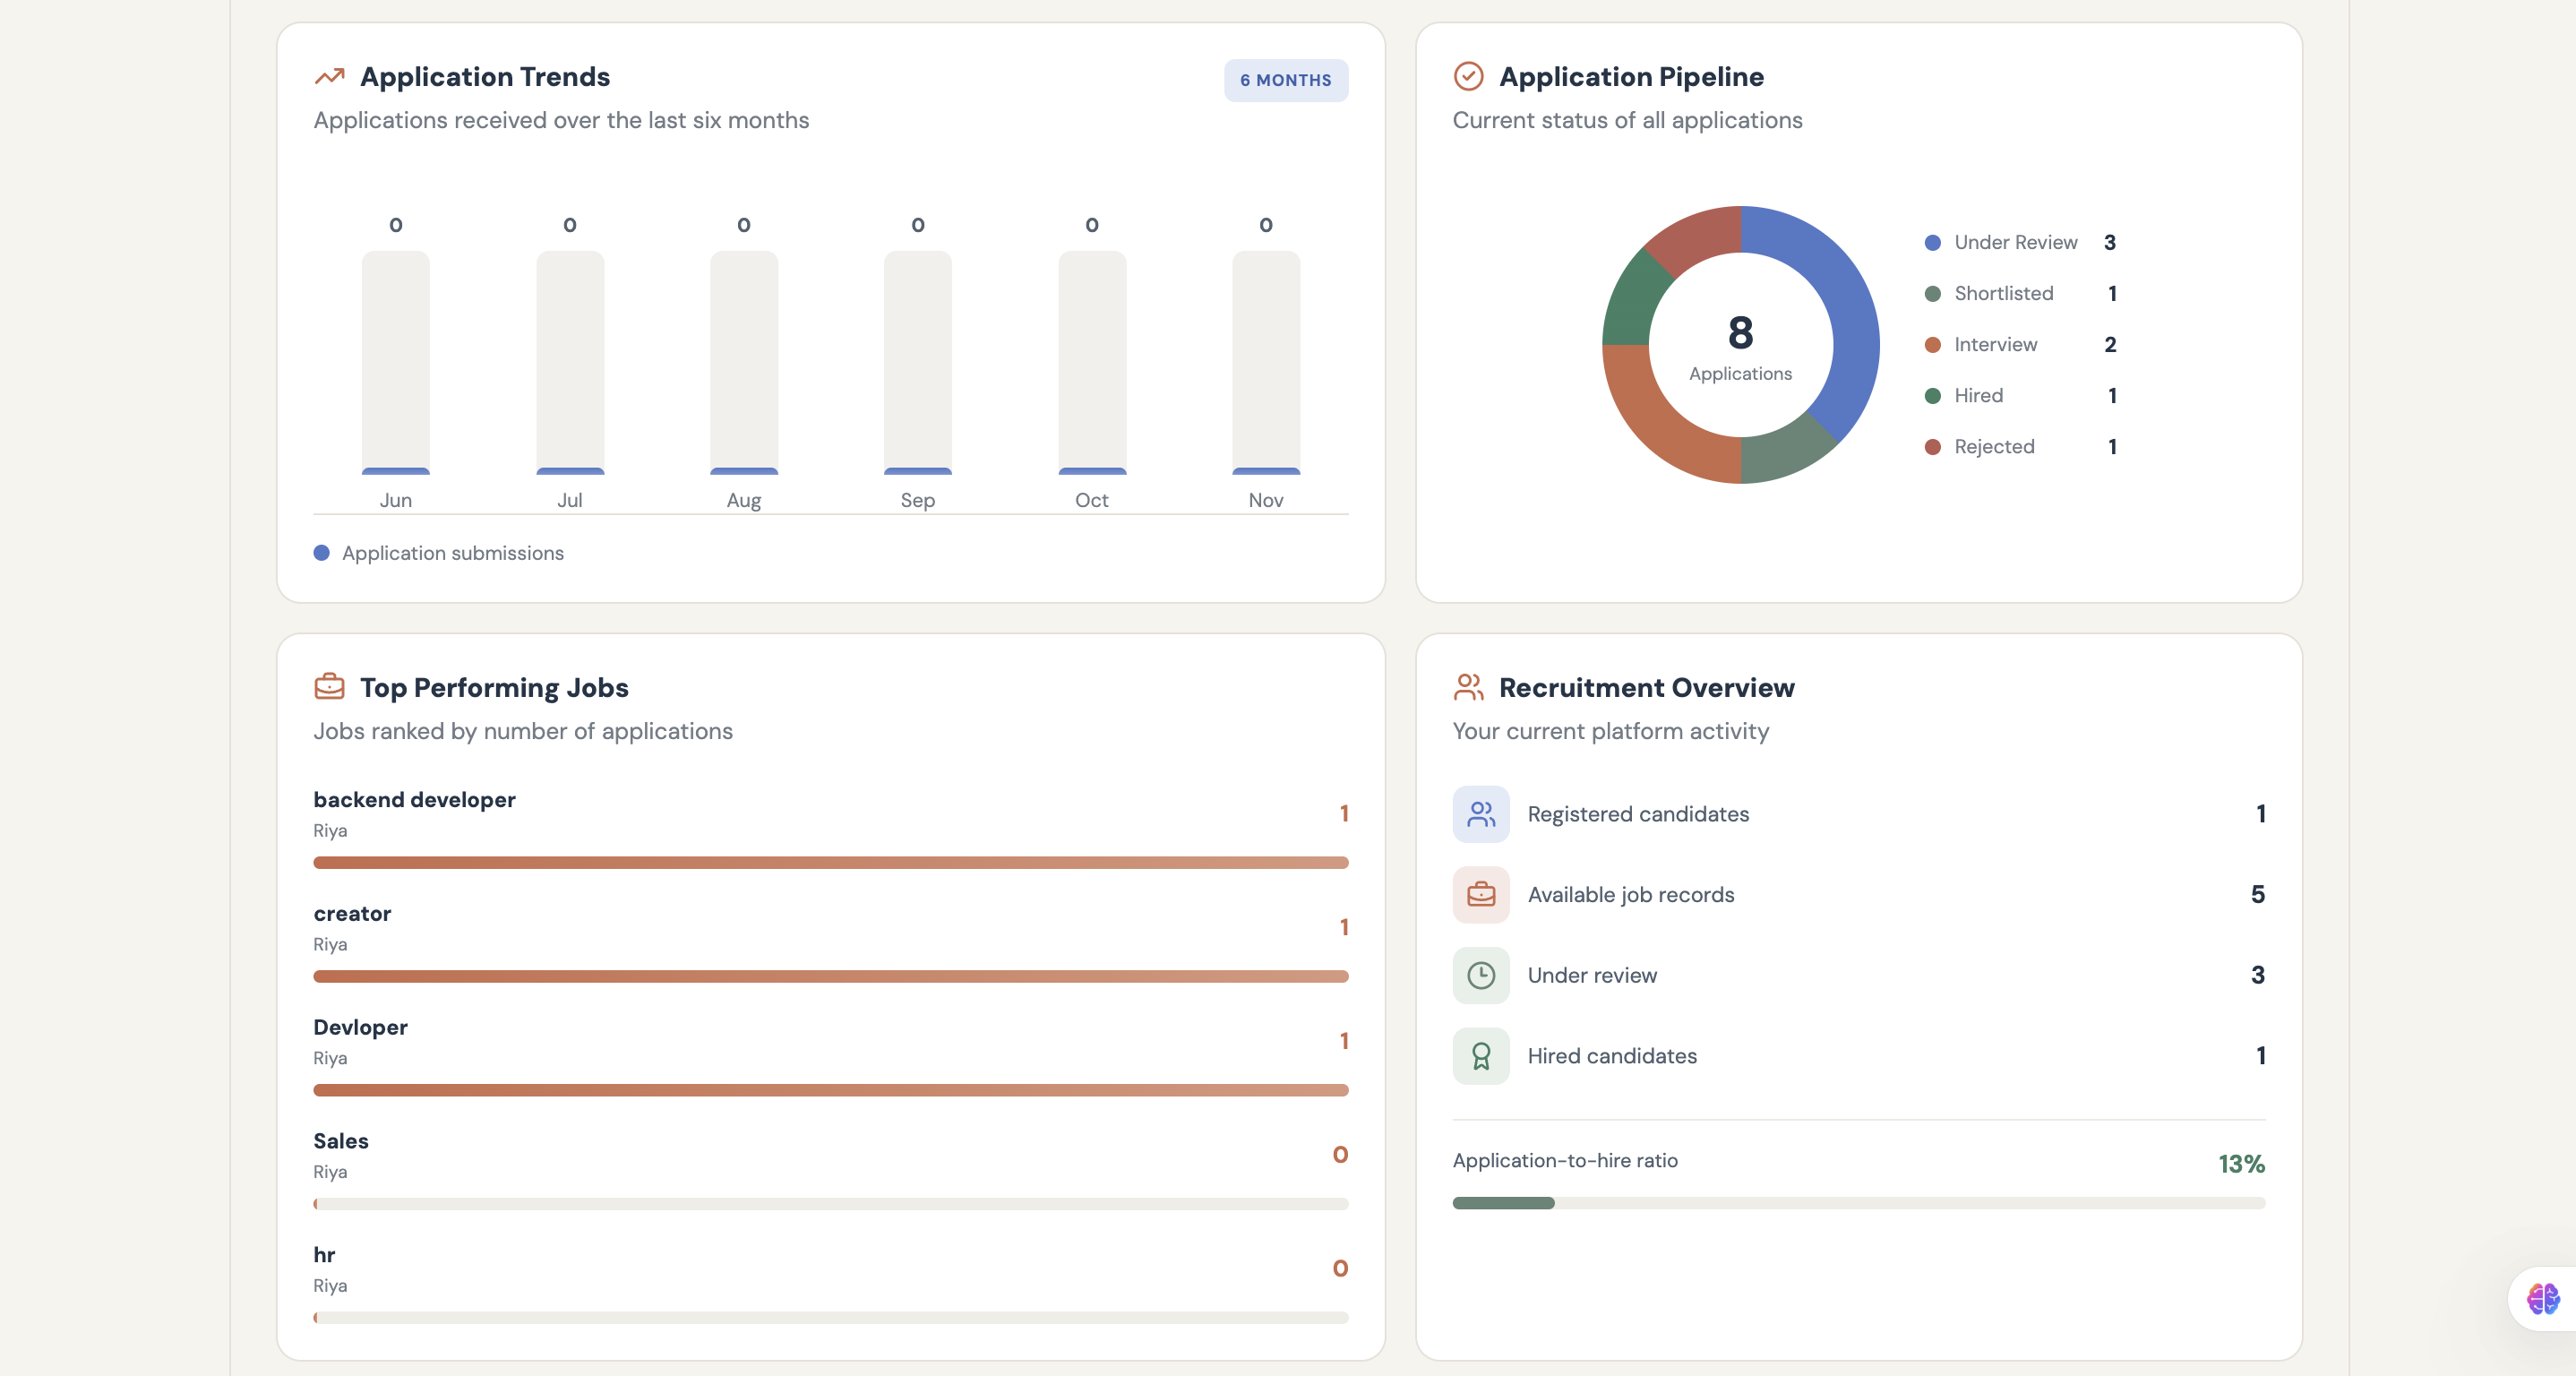 Application Trends
6 MONTHS
Applications received over the last six months
0 0 0 0 0 0
Jun Jul Aug Sep Oct Nov
Application submissions
Application Pipeline
Current status of all applications
8
Applications
Under Review 3
Shortlisted 1
Interview 2
Hired 1
Rejected 1
Top Performing Jobs
Jobs ranked by number of applications
backend developer
Riya
1
creator
Riya
1
Devloper
Riya
1
Sales
Riya
0
hr
Riya
0
Recruitment Overview
Your current platform activity
Registered candidates 1
Available job records 5
Under review 3
Hired candidates 1
Application-to-hire ratio 13%